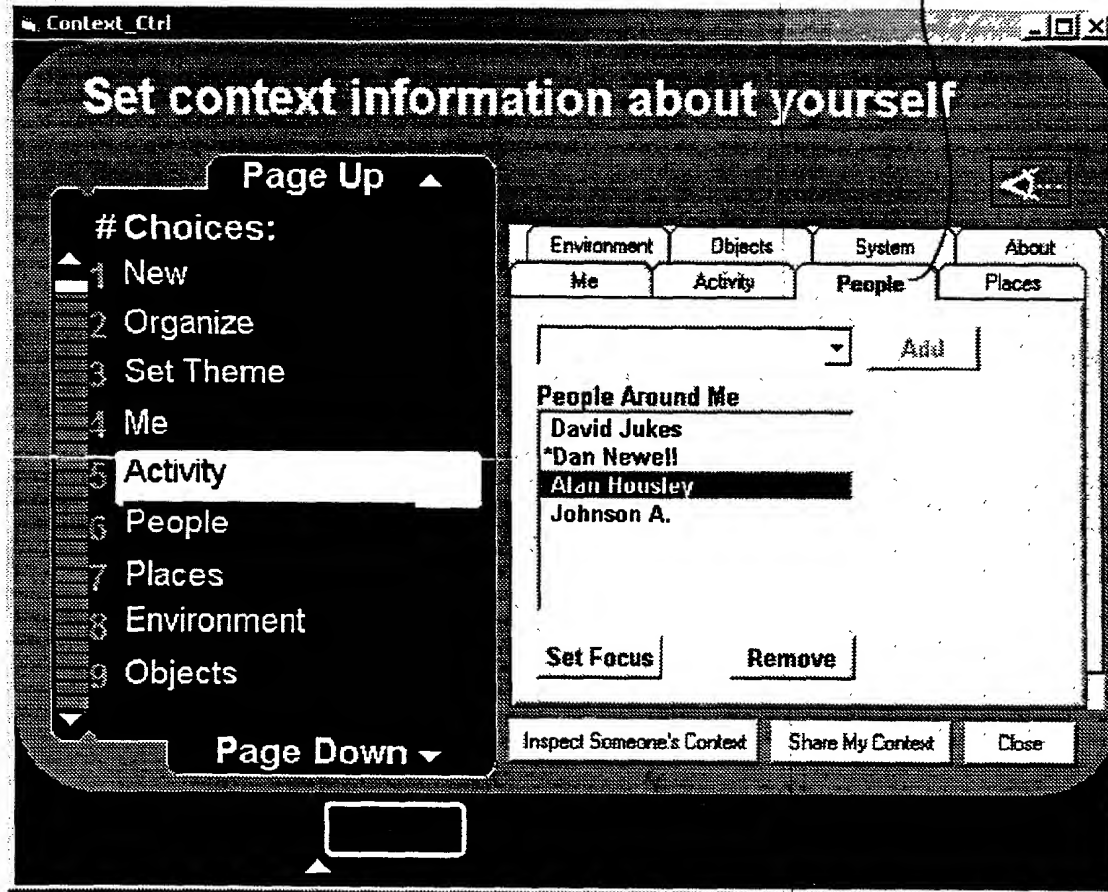 Context_Ctrl
Set context information about yourself
Page Up
# Choices:
1 New
2 Organize
3 Set Theme
4 Me
5 Activity
6 People
7 Places
8 Environment
9 Objects
Page Down
Environment Objects System About
Me Activity People Places
Add
People Around Me
David Jukes
*Dan Newell
Alan Housley
Johnson A.
Set Focus Remove
Inspect Someone's Context Share My Context Close